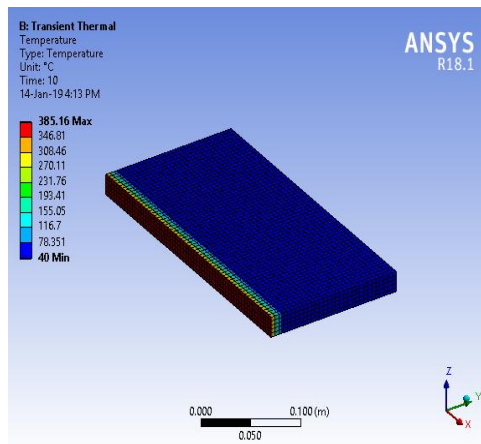 B: Transient Thermal
Temperature
Type: Temperature
Unit: °C
Time: 10
14-Jan-19 4:13 PM
ANSYS
R18.1
385.16 Max
346.81
308.46
270.11
231.76
193.41
155.05
116.7
78.351
40 Min
Z
Y
X
0.000
0.100 (m)
0.050